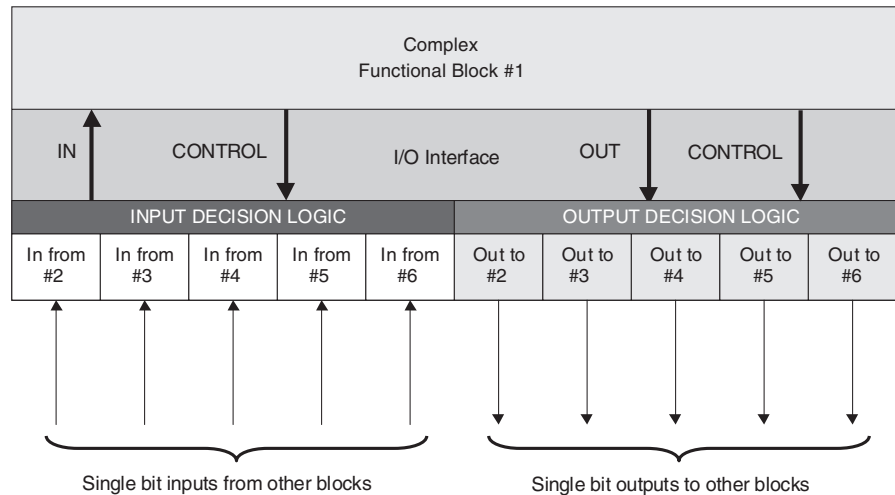 Complex
Functional Block #1
IN
CONTROL
I/O Interface
OUT
CONTROL
INPUT DECISION LOGIC
OUTPUT DECISION LOGIC
In from
#2
In from
#3
In from
#4
In from
#5
In from
#6
Out to
#2
Out to
#3
Out to
#4
Out to
#5
Out to
#6
Single bit inputs from other blocks
Single bit outputs to other blocks